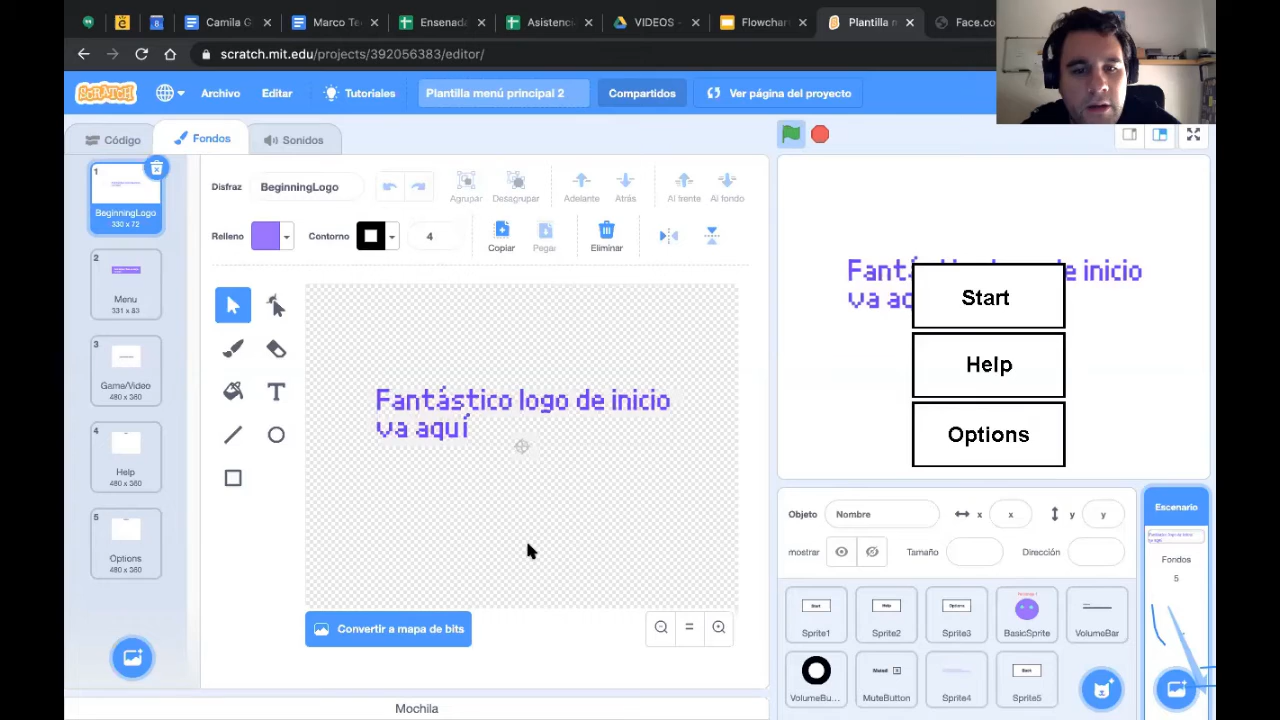 Camila G
Marco Te
Ensenad
Asistenci
VIDEOS -
Flowchar
Plantilla m
Face.co
scratch.mit.edu/projects/392056383/editor/
SCRATCH
Archivo
Editar
Tutoriales
Plantilla menú principal 2
Compartidos
Ver página del proyecto
Código
Fondos
Sonidos
1
BeginningLogo
330 x 72
2
Menu
331 x 83
3
Game/Video
480 x 360
4
Help
480 x 360
5
Options
480 x 360
Disfraz
BeginningLogo
Agrupar
Desagrupar
Adelante
Atrás
Al frente
Al fondo
Relleno
Contorno
4
Copiar
Pegar
Eliminar
Fantástico logo de inicio
va aquí
Convertir a mapa de bits
Mochila
Start
Help
Options
Objeto
Nombre
x
x
y
y
mostrar
Tamaño
Dirección
Sprite1
Sprite2
Sprite3
BasicSprite
VolumeBar
VolumeBu...
MuteButton
Sprite4
Sprite5
Escenario
Fondos
5